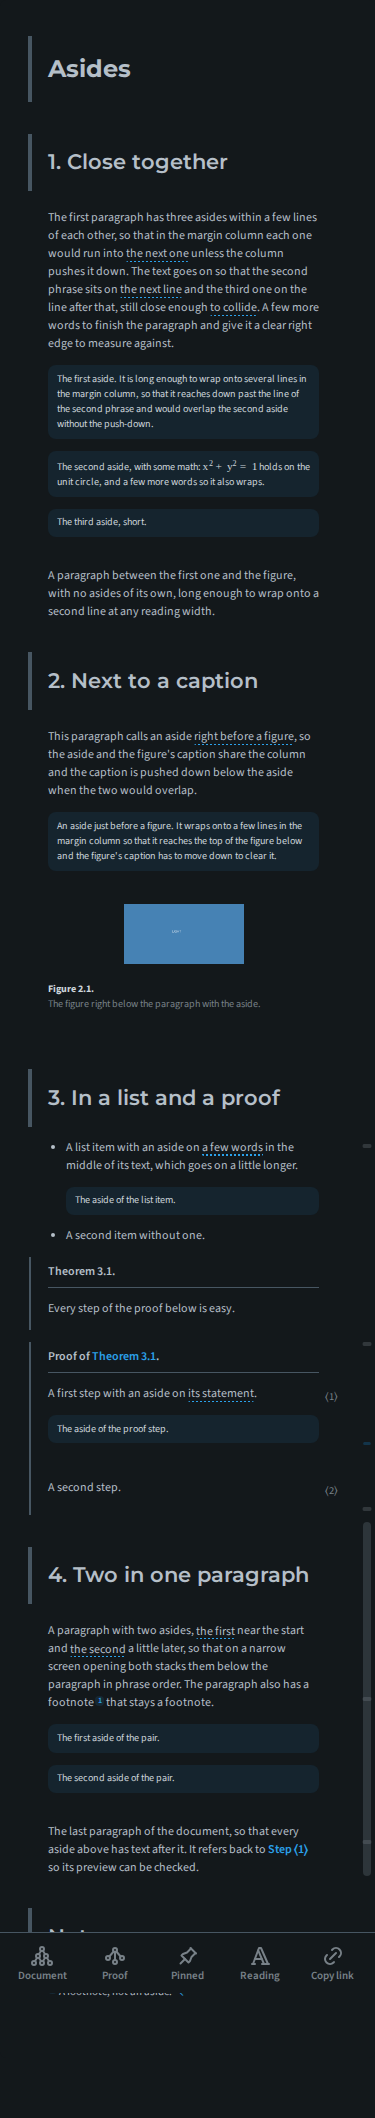 Asides
1. Close together
The first paragraph has three asides within a few lines
of each other, so that in the margin column each one
would run into the next one unless the column
pushes it down. The text goes on so that the second
phrase sits on the next line and the third one on the
line after that, still close enough to collide. A few more
words to finish the paragraph and give it a clear right
edge to measure against.
The first aside. It is long enough to wrap onto several lines in
the margin column, so that it reaches down past the line of
the second phrase and would overlap the second aside
without the push-down.
The second aside, with some math: x² + y² = 1 holds on the
unit circle, and a few more words so it also wraps.
The third aside, short.
A paragraph between the first one and the figure,
with no asides of its own, long enough to wrap onto a
second line at any reading width.
2. Next to a caption
This paragraph calls an aside right before a figure, so
the aside and the figure's caption share the column
and the caption is pushed down below the aside
when the two would overlap.
An aside just before a figure. It wraps onto a few lines in the
margin column so that it reaches the top of the figure below
and the figure's caption has to move down to clear it.
Figure 2.1.
The figure right below the paragraph with the aside.
3. In a list and a proof
• A list item with an aside on a few words in the
middle of its text, which goes on a little longer.
The aside of the list item.
• A second item without one.
Theorem 3.1.
Every step of the proof below is easy.
Proof of Theorem 3.1.
A first step with an aside on its statement. ⟨1⟩
The aside of the proof step.
A second step. ⟨2⟩
4. Two in one paragraph
A paragraph with two asides, the first near the start
and the second a little later, so that on a narrow
screen opening both stacks them below the
paragraph in phrase order. The paragraph also has a
footnote 1 that stays a footnote.
The first aside of the pair.
The second aside of the pair.
The last paragraph of the document, so that every
aside above has text after it. It refers back to Step ⟨1⟩
so its preview can be checked.
Document Proof Pinned Reading Copy link